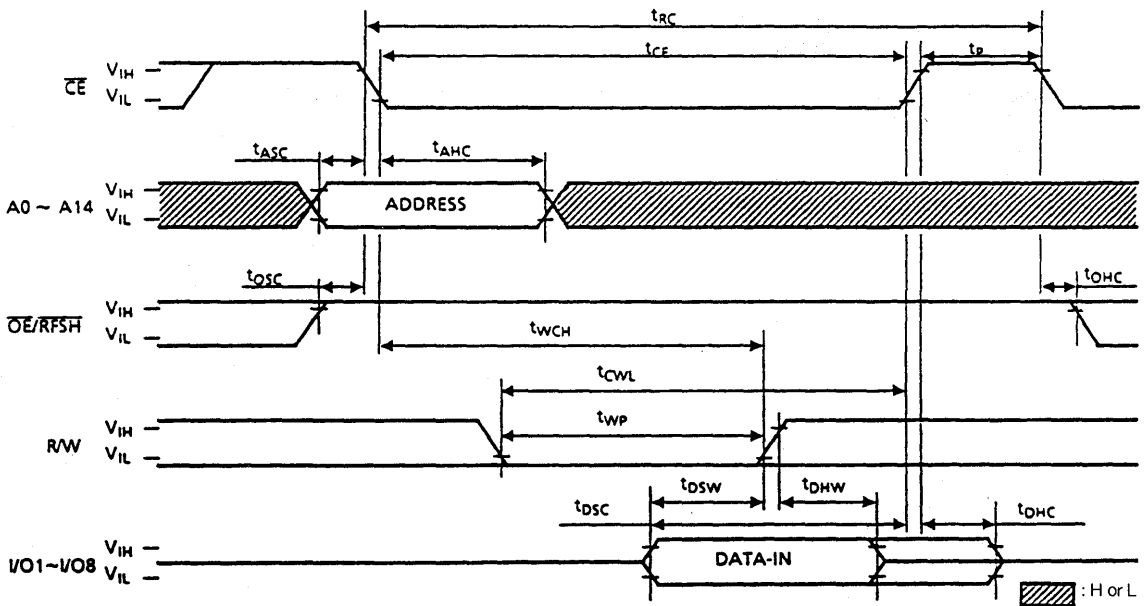 tRC
tCE
tP
CE
VIH
VIL
tASC
tAHC
A0 ~ A14
VIH
VIL
ADDRESS
tOSC
tOHC
OE/RFSH
VIH
VIL
tWCH
tCWL
R/W
VIH
VIL
tWP
tDSW
tDHW
tDSC
tDHC
I/O1~I/O8
VIH
VIL
DATA-IN
: H or L